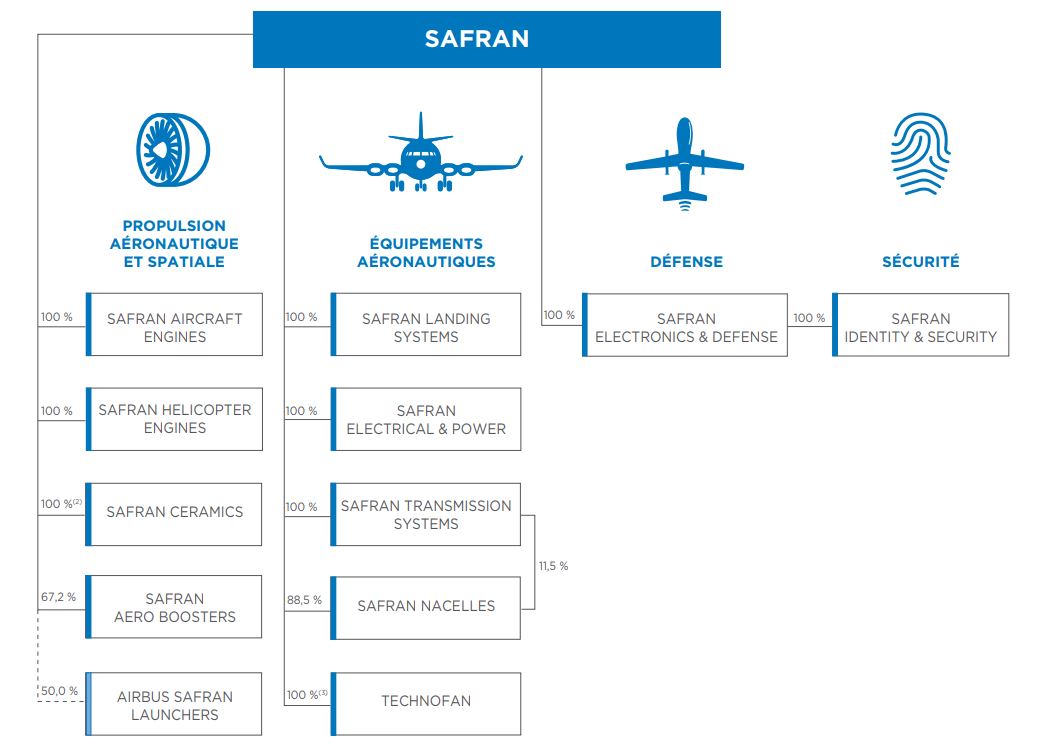 SAFRAN
PROPULSION
AÉRONAUTIQUE
ET SPATIALE
100 %
SAFRAN AIRCRAFT
ENGINES
100 %
SAFRAN HELICOPTER
ENGINES
100 %(2)
SAFRAN CERAMICS
67,2 %
SAFRAN
AERO BOOSTERS
50,0 %
AIRBUS SAFRAN
LAUNCHERS
ÉQUIPEMENTS
AÉRONAUTIQUES
100 %
SAFRAN LANDING
SYSTEMS
100 %
SAFRAN
ELECTRICAL & POWER
100 %
SAFRAN TRANSMISSION
SYSTEMS
11,5 %
88,5 %
SAFRAN NACELLES
100 %(3)
TECHNOFAN
DÉFENSE
100 %
SAFRAN
ELECTRONICS & DEFENSE
SÉCURITÉ
100 %
SAFRAN
IDENTITY & SECURITY